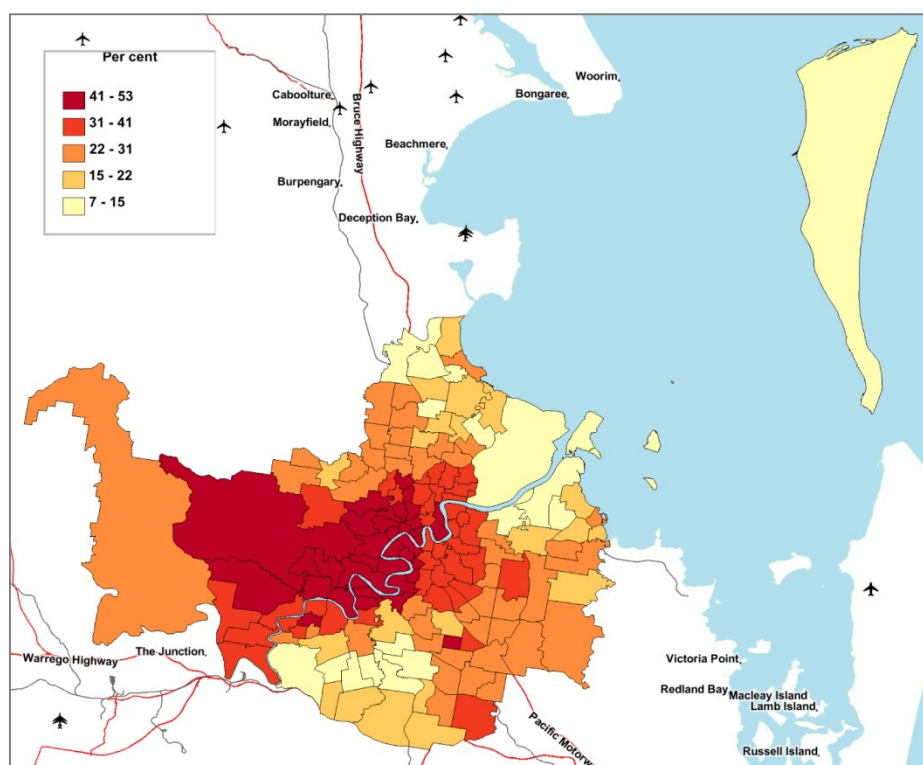 Per cent
41 - 53
31 - 41
22 - 31
15 - 22
7 - 15
Woorim
Bongaree
Caboolture
Morayfield
Bruce Highway
Beachmere
Burpengary
Deception Bay
Warrego Highway
The Junction
Victoria Point
Redland Bay
Macleay Island
Lamb Island
Pacific Motorw
Russell Island